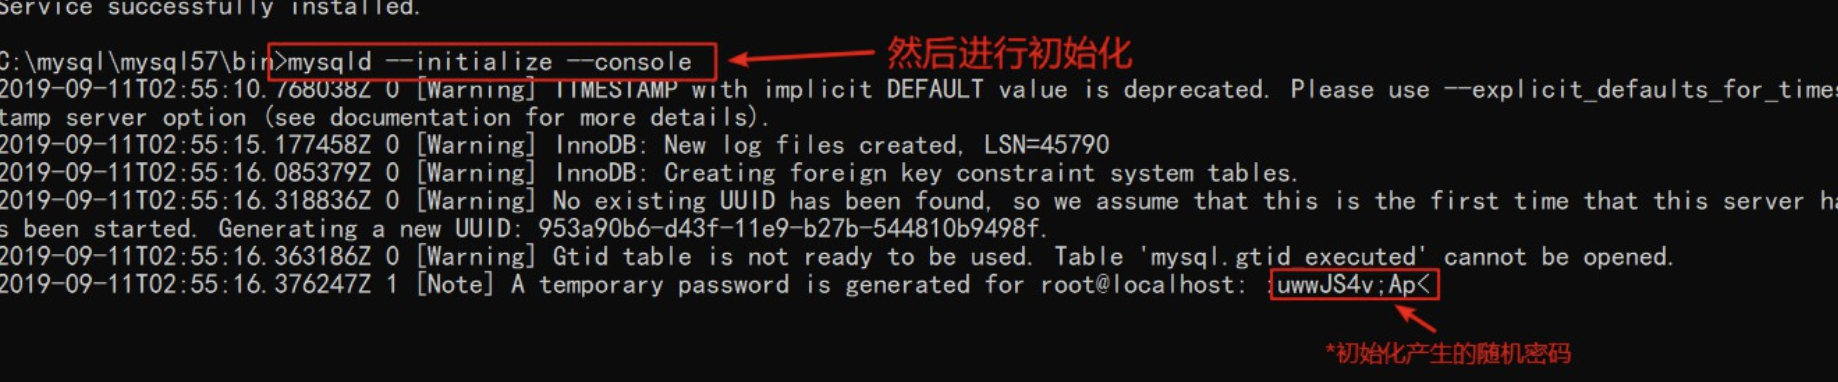 Service successfully installed.
C:\mysql\mysql57\bin>mysqld --initialize --console
然后进行初始化
2019-09-11T02:55:10.768038Z 0 [Warning] TIMESTAMP with implicit DEFAULT value is deprecated. Please use --explicit_defaults_for_times
tamp server option (see documentation for more details).
2019-09-11T02:55:15.177458Z 0 [Warning] InnoDB: New log files created, LSN=45790
2019-09-11T02:55:16.085379Z 0 [Warning] InnoDB: Creating foreign key constraint system tables.
2019-09-11T02:55:16.318836Z 0 [Warning] No existing UUID has been found, so we assume that this is the first time that this server ha
s been started. Generating a new UUID: 953a90b6-d43f-11e9-b27b-544810b9498f.
2019-09-11T02:55:16.363186Z 0 [Warning] Gtid table is not ready to be used. Table 'mysql.gtid_executed' cannot be opened.
2019-09-11T02:55:16.376247Z 1 [Note] A temporary password is generated for root@localhost: :uwwJS4v;Ap<
*初始化产生的随机密码